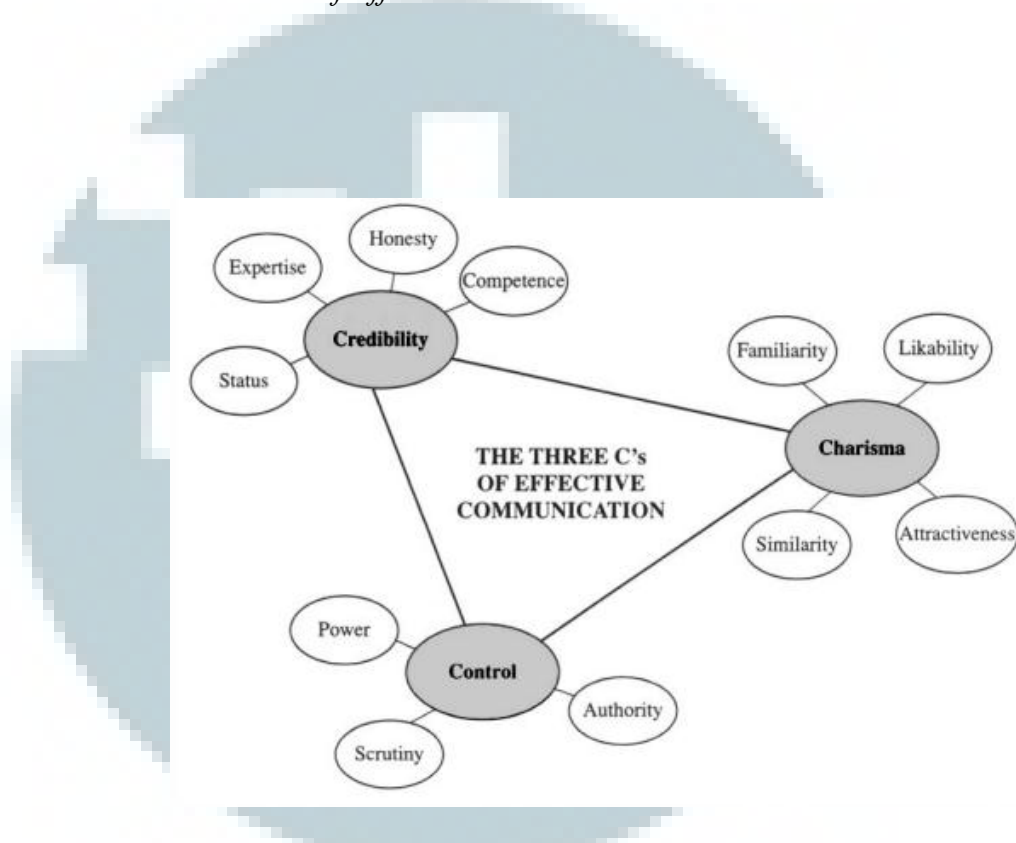 Honesty
Expertise
Competence
Credibility
Status
Familiarity
Likability
Charisma
THE THREE C's
OF EFFECTIVE
COMMUNICATION
Similarity
Attractiveness
Power
Control
Authority
Scrutiny